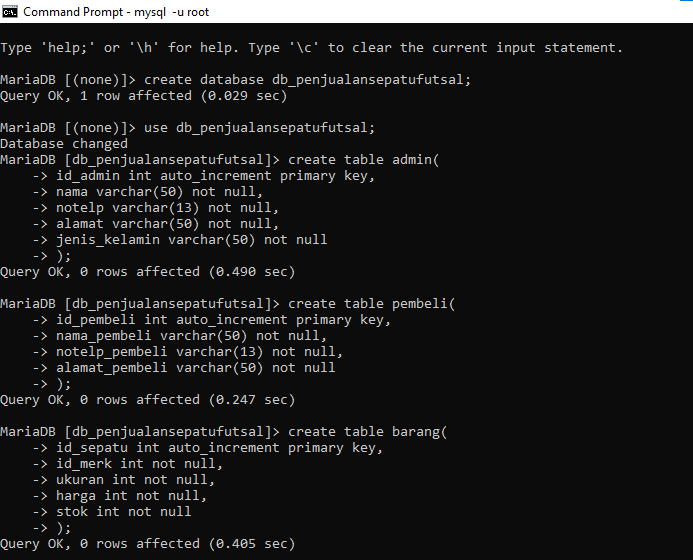 Command Prompt - mysql  -u root
Type 'help;' or '\h' for help. Type '\c' to clear the current input statement.
MariaDB [(none)]> create database db_penjualansepatufutsal;
Query OK, 1 row affected (0.029 sec)
MariaDB [(none)]> use db_penjualansepatufutsal;
Database changed
MariaDB [db_penjualansepatufutsal]> create table admin(
    -> id_admin int auto_increment primary key,
    -> nama varchar(50) not null,
    -> notelp varchar(13) not null,
    -> alamat varchar(50) not null,
    -> jenis_kelamin varchar(50) not null
    -> );
Query OK, 0 rows affected (0.490 sec)
MariaDB [db_penjualansepatufutsal]> create table pembeli(
    -> id_pembeli int auto_increment primary key,
    -> nama_pembeli varchar(50) not null,
    -> notelp_pembeli varchar(13) not null,
    -> alamat_pembeli varchar(50) not null
    -> );
Query OK, 0 rows affected (0.247 sec)
MariaDB [db_penjualansepatufutsal]> create table barang(
    -> id_sepatu int auto_increment primary key,
    -> id_merk int not null,
    -> ukuran int not null,
    -> harga int not null,
    -> stok int not null
    -> );
Query OK, 0 rows affected (0.405 sec)